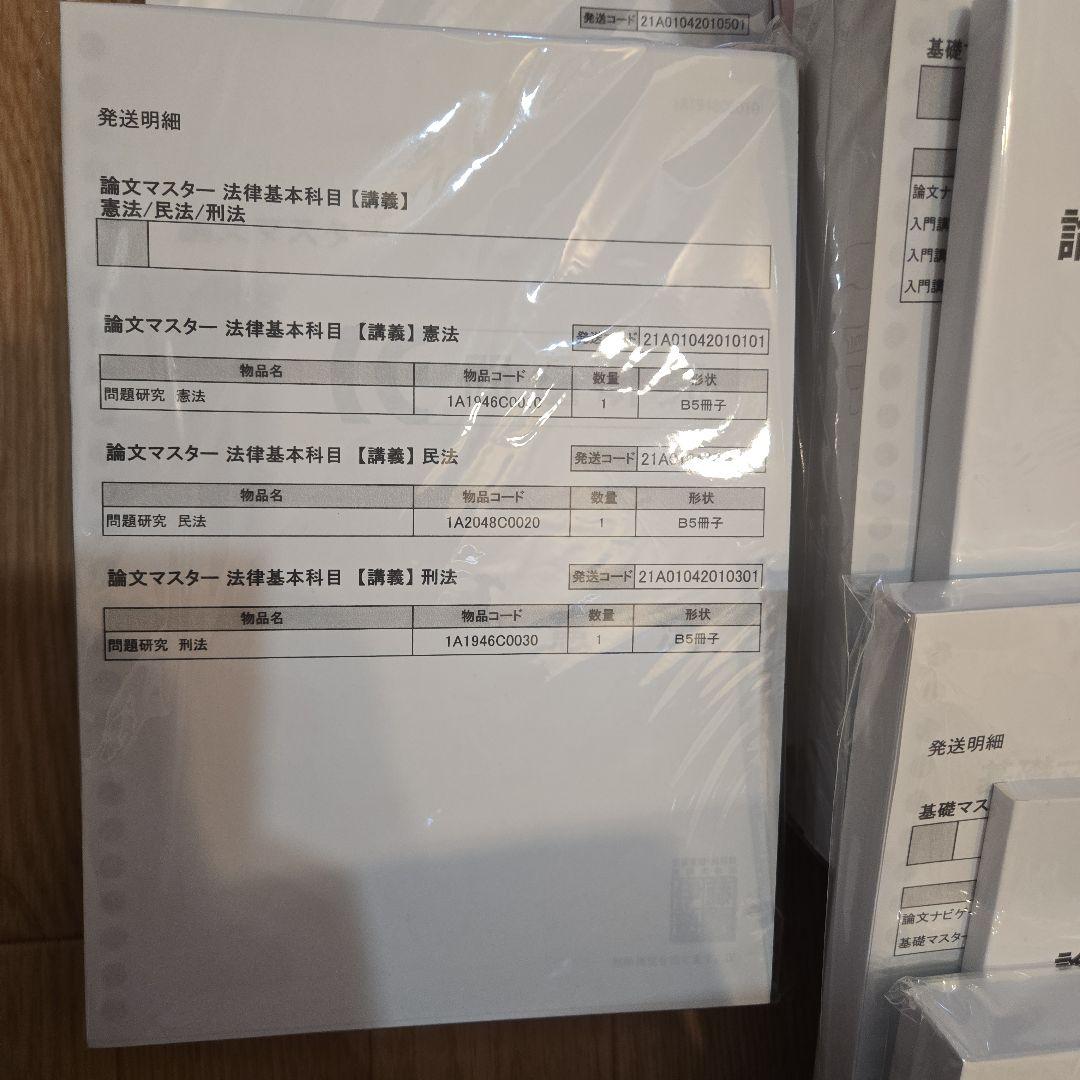 発送コード 21A01042010501
発送明細
論文マスター 法律基本科目【講義】
憲法/民法/刑法
論文マスター 法律基本科目 【講義】憲法 発送コード 21A01042010101
物品名 物品コード 数量 形状
問題研究 憲法 1 B5冊子
論文マスター 法律基本科目 【講義】民法 発送コード
物品名 物品コード 数量 形状
問題研究 民法 1A2048C0020 1 B5冊子
論文マスター 法律基本科目 【講義】刑法 発送コード 21A01042010301
物品名 物品コード 数量 形状
問題研究 刑法 1A1946C0030 1 B5冊子
基礎
論文ナ
入門講
入門講
入門講
発送明細
基礎マス
論文ナビゲ
基礎マスター